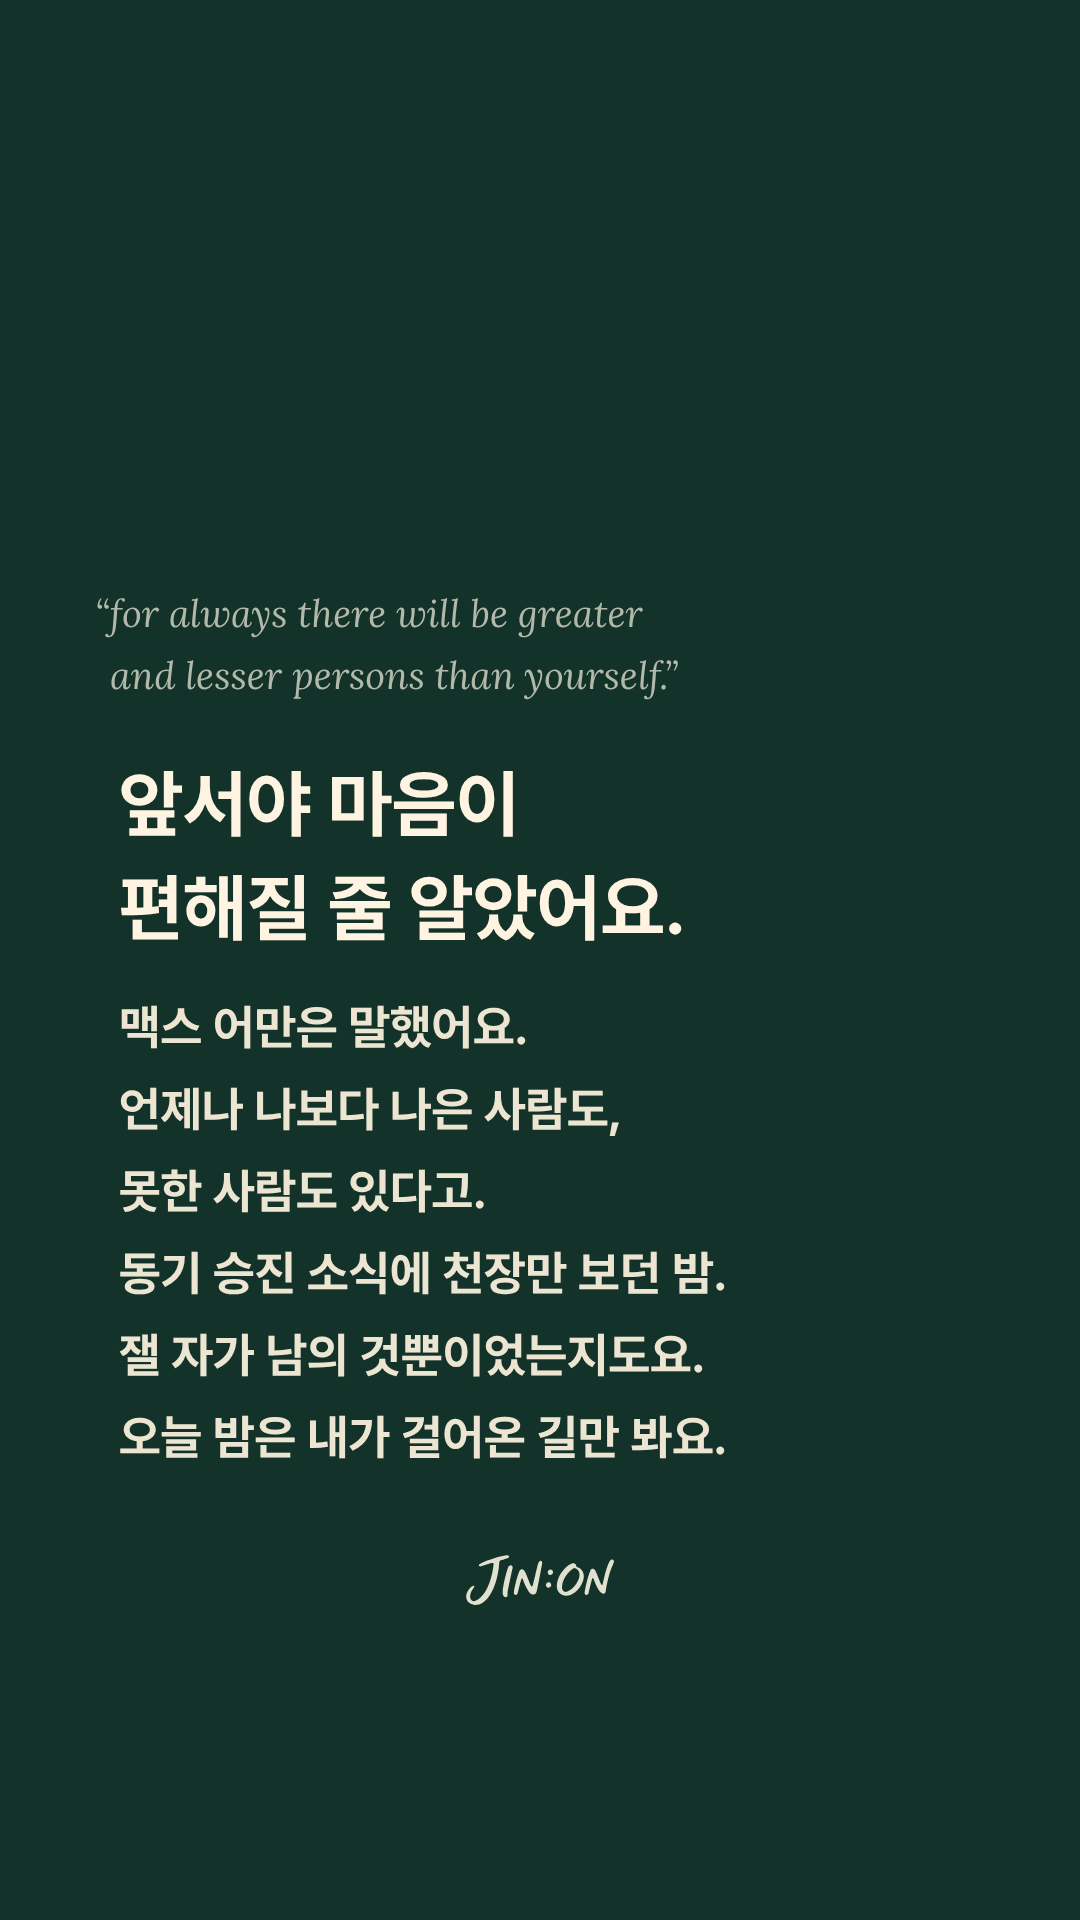 “for always there will be greater
and lesser persons than yourself.”
앞서야 마음이
편해질 줄 알았어요.
맥스 어만은 말했어요.
언제나 나보다 나은 사람도,
못한 사람도 있다고.
동기 승진 소식에 천장만 보던 밤.
잴 자가 남의 것뿐이었는지도요.
오늘 밤은 내가 걸어온 길만 봐요.
JIN:ON